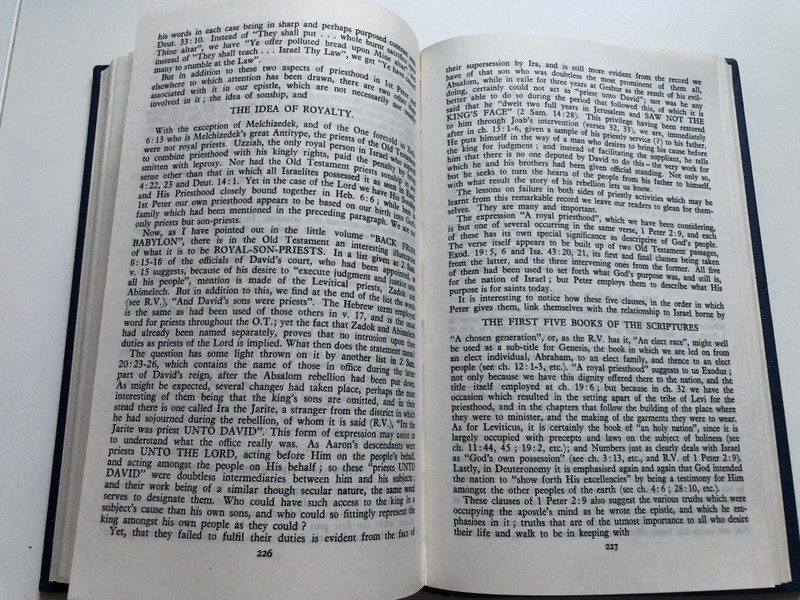 his words in each case being in sharp and perhaps purposed contrast
Deut. 33:10. Instead of "They shall put . . . whole burnt sacrifice
Thine altar", we have "Ye offer polluted bread upon Mine altar";
instead of "They shall teach . . . Israel Thy Law", we get "Ye have
many to stumble at the Law".
But in addition to these two aspects of priesthood in 1st Peter and
elsewhere to which attention has been drawn, there are two other
associated with it in our epistle, which are not necessarily
involved in it; the idea of sonship, and
THE IDEA OF ROYALTY.
With the exception of Melchizedek, and of the One foretold in Zech.
6:13 who is Melchizedek's great Antitype, the priests of the Old Testament
were not royal priests. Uzziah, the only royal person in Israel who
to combine priesthood with his kingly rights, paid the penalty by being
smitten with leprosy. Nor had the Old Testament priests sonship in any
sense other than that in which all Israelites possessed it as seen in Exod.
4:22, 23 and Deut. 14:1. Yet in the case of the Lord we have His Sonship
and His Priesthood closely bound together in Heb. 6:6; while in
1st Peter our own priesthood appears to be based on our birth into God's
family which had been mentioned in the preceding paragraph. We are not
only priests but son-priests.
Now, as I have pointed out in the little volume "BACK FROM
BABYLON", there is in the Old Testament an interesting illustration
of what it is to be ROYAL-SON-PRIESTS. In a list given at 2 Sam.
8:15-18 of the officials of David's court, who had been appointed, as
v. 15 suggests, because of his desire to "execute judgment and justice unto
all his people", mention is made of the Levitical priests, Zadok and
Abimelech. But in addition to this, we find at the end of the list the words
(see R.V.), "And David's sons were priests". The Hebrew term employed
is the same as had been used of those others in v. 17, and is the usual
word for priests throughout the O.T.; yet the fact that Zadok and Abimelech
had already been named separately, proves that no intrusion upon their
duties as priests of the Lord is implied. What then does the statement mean?
The question has some light thrown on it by another list in 2 Sam.
20:23-26, which contains the name of those in office during the later
part of David's reign, after the Absalom rebellion had been put down.
As might be expected, several changes had taken place, perhaps the most
interesting of them being that the king's sons are omitted, and in their
stead there is one called Ira the Jarite, a stranger from the district in which
he had sojourned during the rebellion, of whom it is said (R.V.), "Ira the
Jarite was priest UNTO DAVID". This form of expression may assist us
to understand what the office really was. As Aaron's descendants were
priests UNTO THE LORD, acting before Him on the people's behalf,
and acting amongst the people on His behalf; so these "priests UNTO
DAVID" were doubtless intermediaries between him and his subjects;
and their work being of a similar though secular nature, the same word
serves to designate them. Who could have such access to the king in a
subject's cause than his own sons, and who could so fittingly represent the
king amongst his own people as they could?
Yet, that they failed to fulfil their duties is evident from the fact of
226
their supersession by Ira, and is still more evident from the record we
have of that son who was doubtless the most prominent of them all,
Absalom, while in exile for three years at Geshur as the result of his evil-
doing, certainly could not act as "priest unto David"; nor was he any
better able to do so during the period that followed this, of which it is
said that he "dwelt two full years in Jerusalem and SAW NOT THE
KING'S FACE" (2 Sam. 14:28). This privilege having been restored
to him through Joab's intervention (verses 32, 33), we are, immediately
after in ch. 15:1-6, given a sample of his priestly service (?) to his father.
He puts himself in the way of a man who desires to bring his cause before
the king for judgment; and instead of facilitating the suppliant, he tells
him that there is no one deputed by David to do this – the very work for
which he and his brothers had been given official standing. Not only so,
but he seeks to turn the hearts of the people from his father to himself,
with what result the story of his rebellion lets us know.
The lessons on failure in both sides of priestly activities which may be
learnt from this remarkable record we leave our readers to glean for them-
selves. They are many and important.
The expression "A royal priesthood", which we have been considering,
is but one of several occurring in the same verse, 1 Peter 2:9, and each
of these has its own special significance as descriptive of God's people.
The verse itself appears to be built up of two Old Testament passages,
Exod. 19:5, 6 and Isa. 43:20, 21, its first and final clauses being taken
from the latter, and the three intervening ones from the former. All five
of them had been used to set forth what God's purpose was, and still is,
for the nation of Israel; but Peter employs them to describe what His
purpose is for saints today.
It is interesting to notice how these five clauses, in the order in which
Peter gives them, link themselves with the relationship to Israel borne by
THE FIRST FIVE BOOKS OF THE SCRIPTURES
"A chosen generation", or, as the R.V. has it, "An elect race", might well
be used as a sub-title for Genesis, the book in which we are led on from
an elect individual, Abraham, to an elect family, and thence to an elect
people (see ch. 12:1-3, etc.). "A royal priesthood" suggests to us Exodus;
not only because we have this dignity offered there to the nation, and the
title itself employed at ch. 19:6; but because in ch. 32 we have the
occasion which resulted in the setting apart of the tribe of Levi for the
priesthood, and in the chapters that follow the building of the place where
they were to minister, and the making of the garments they were to wear.
As for Leviticus, it is certainly the book of "an holy nation", since it is
largely occupied with precepts and laws on the subject of holiness (see
ch. 11:44, 45; 19:2, etc.); and Numbers just as clearly deals with Israel
as "God's own possession" (see ch. 3:13, etc., and R.V. of 1 Peter 2:9).
Lastly, in Deuteronomy it is emphasised again and again that God intended
the nation to "show forth His excellencies" by being a testimony for Him
amongst the other peoples of the earth (see ch. 4:6; 28:10, etc.).
These clauses of 1 Peter 2:9 also suggest the various truths which were
occupying the apostle's mind as he wrote the epistle, and which he em-
phasises in it; truths that are of the utmost importance to all who desire
their life and walk to be in keeping with
227